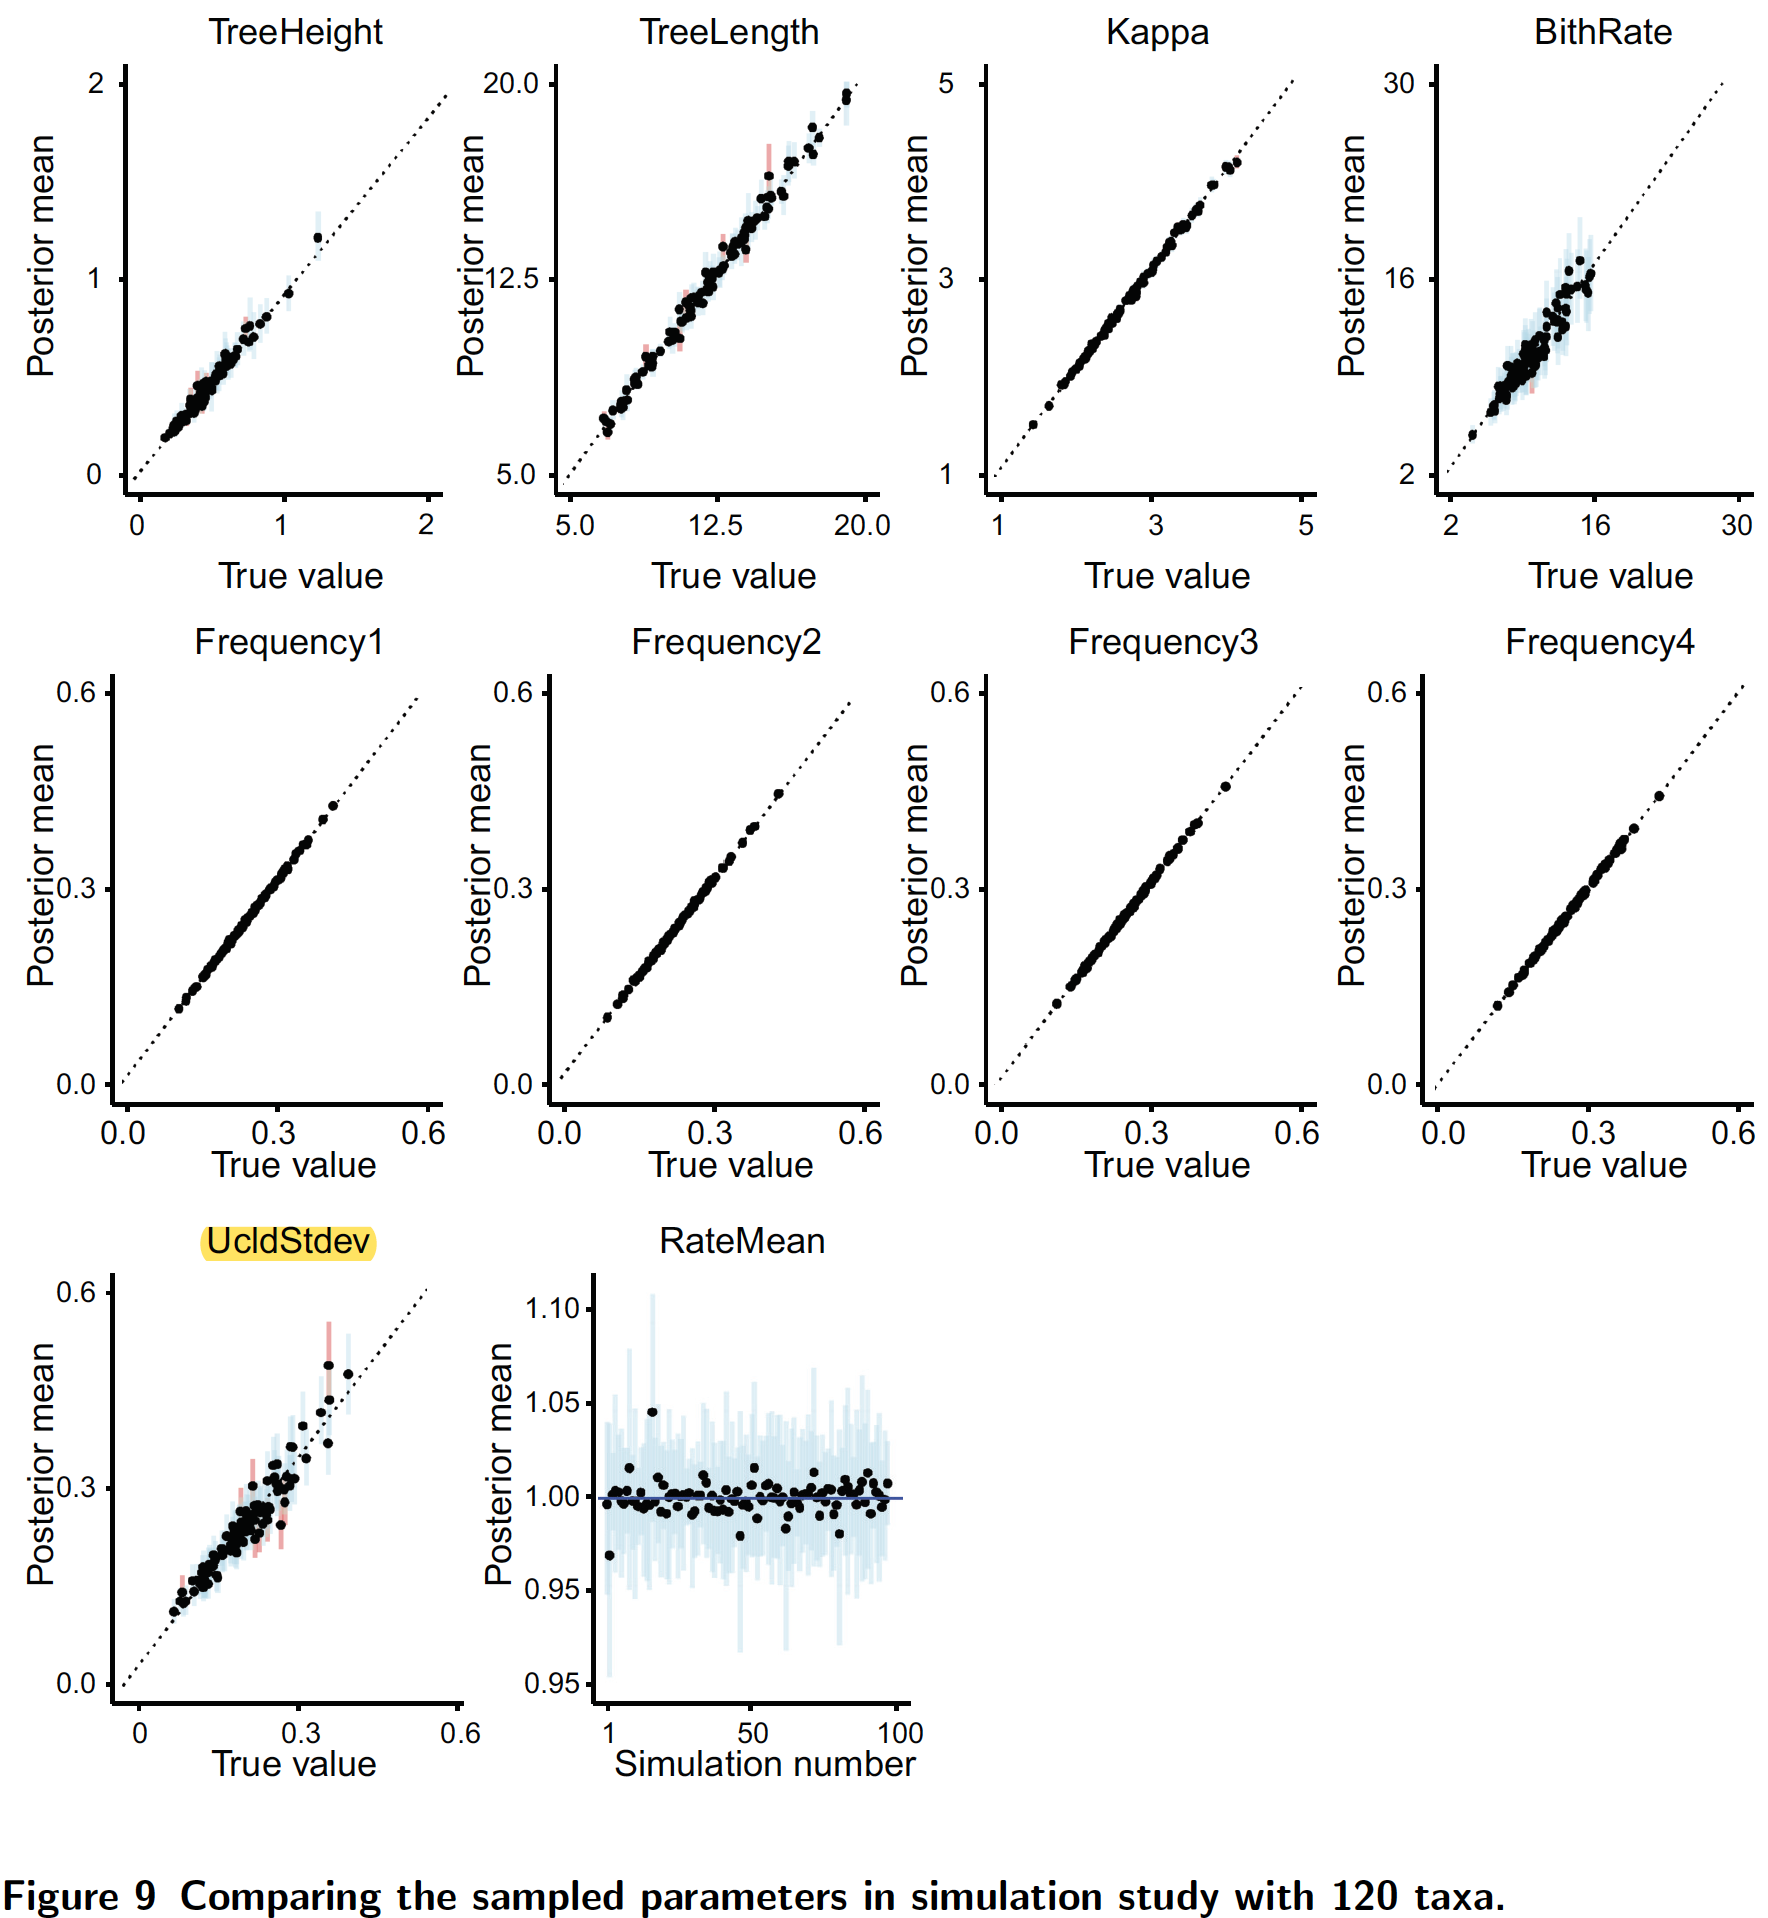 TreeHeight TreeLength Kappa BithRate
2 20.0 5 30
Posterior mean Posterior mean Posterior mean Posterior mean
1 12.5 3 16
0 5.0 1 2
0 1 2 5.0 12.5 20.0 1 3 5 2 16 30
True value True value True value True value
Frequency1 Frequency2 Frequency3 Frequency4
0.6 0.6 0.6 0.6
Posterior mean Posterior mean Posterior mean Posterior mean
0.3 0.3 0.3 0.3
0.0 0.0 0.0 0.0
0.0 0.3 0.6 0.0 0.3 0.6 0.0 0.3 0.6 0.0 0.3 0.6
True value True value True value True value
UcldStdev RateMean
0.6 1.10
1.05
Posterior mean Posterior mean
0.3 1.00
0.95
0.0 0.95
0 0.3 0.6 1 50 100
True value Simulation number
Figure 9 Comparing the sampled parameters in simulation study with 120 taxa.